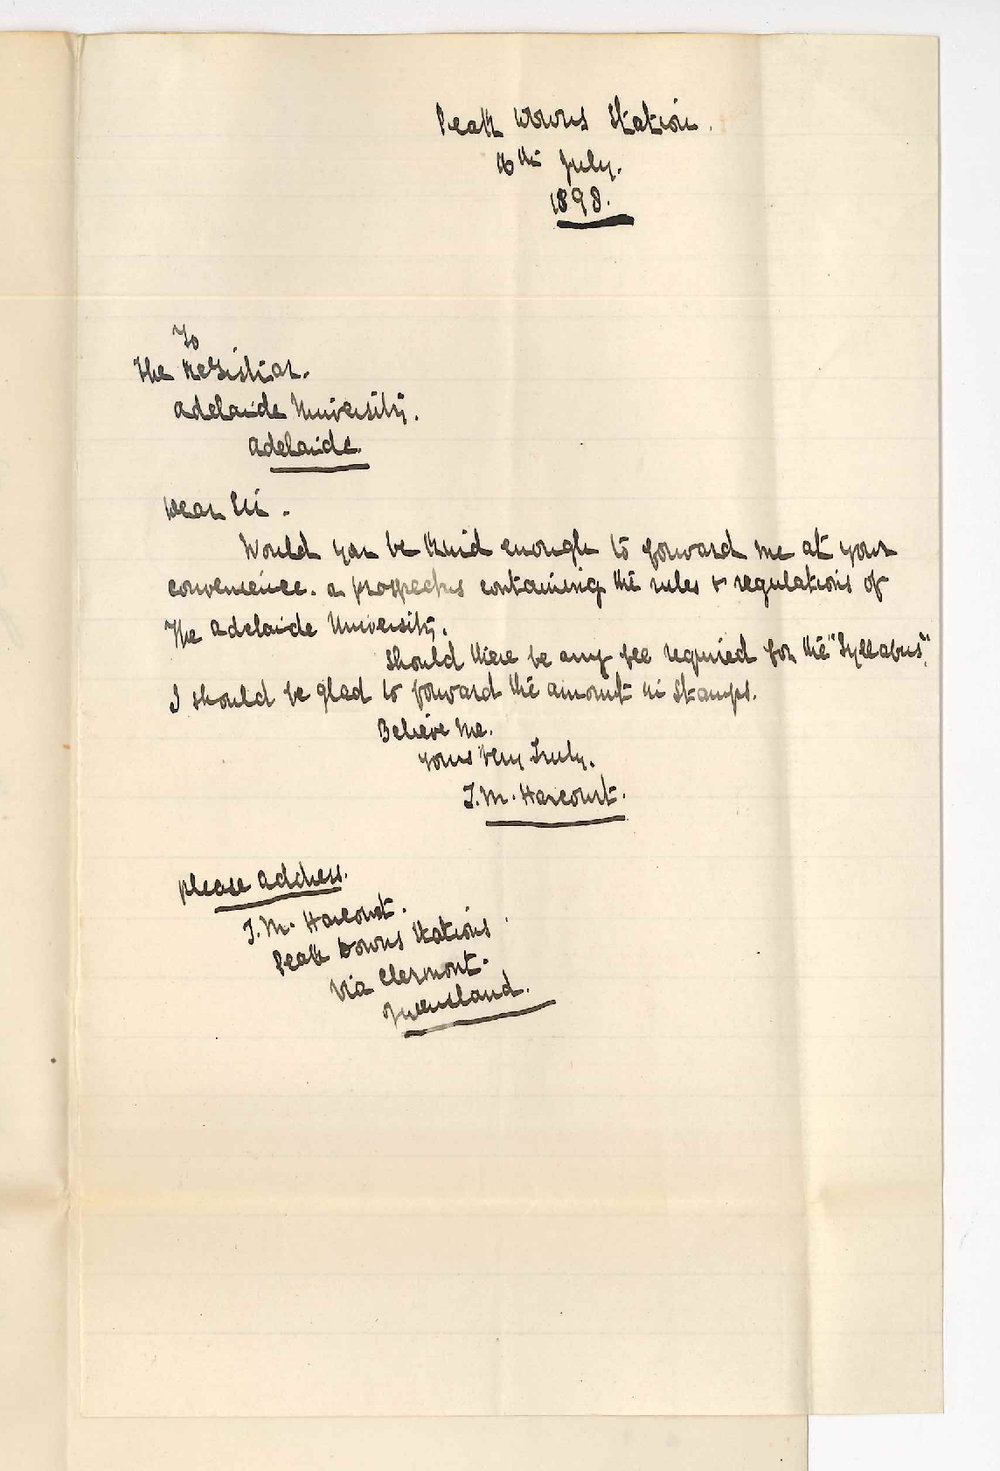 Peak Downs Station.
6th July.
1898.
To
The Registrar.
Adelaide University.
Adelaide.
Dear Sir.
Would you be kind enough to forward me at your
convenience. a prospectus containing the rules & regulations of
The Adelaide University.
Should there be any fee required for the "Syllabus",
I should be glad to forward the amount in stamps.
Believe Me.
Yours Very Truly.
J.M. Harcourt.
please address.
J.M. Harcourt.
Peak Downs Station
Via Clermont.
Queensland.